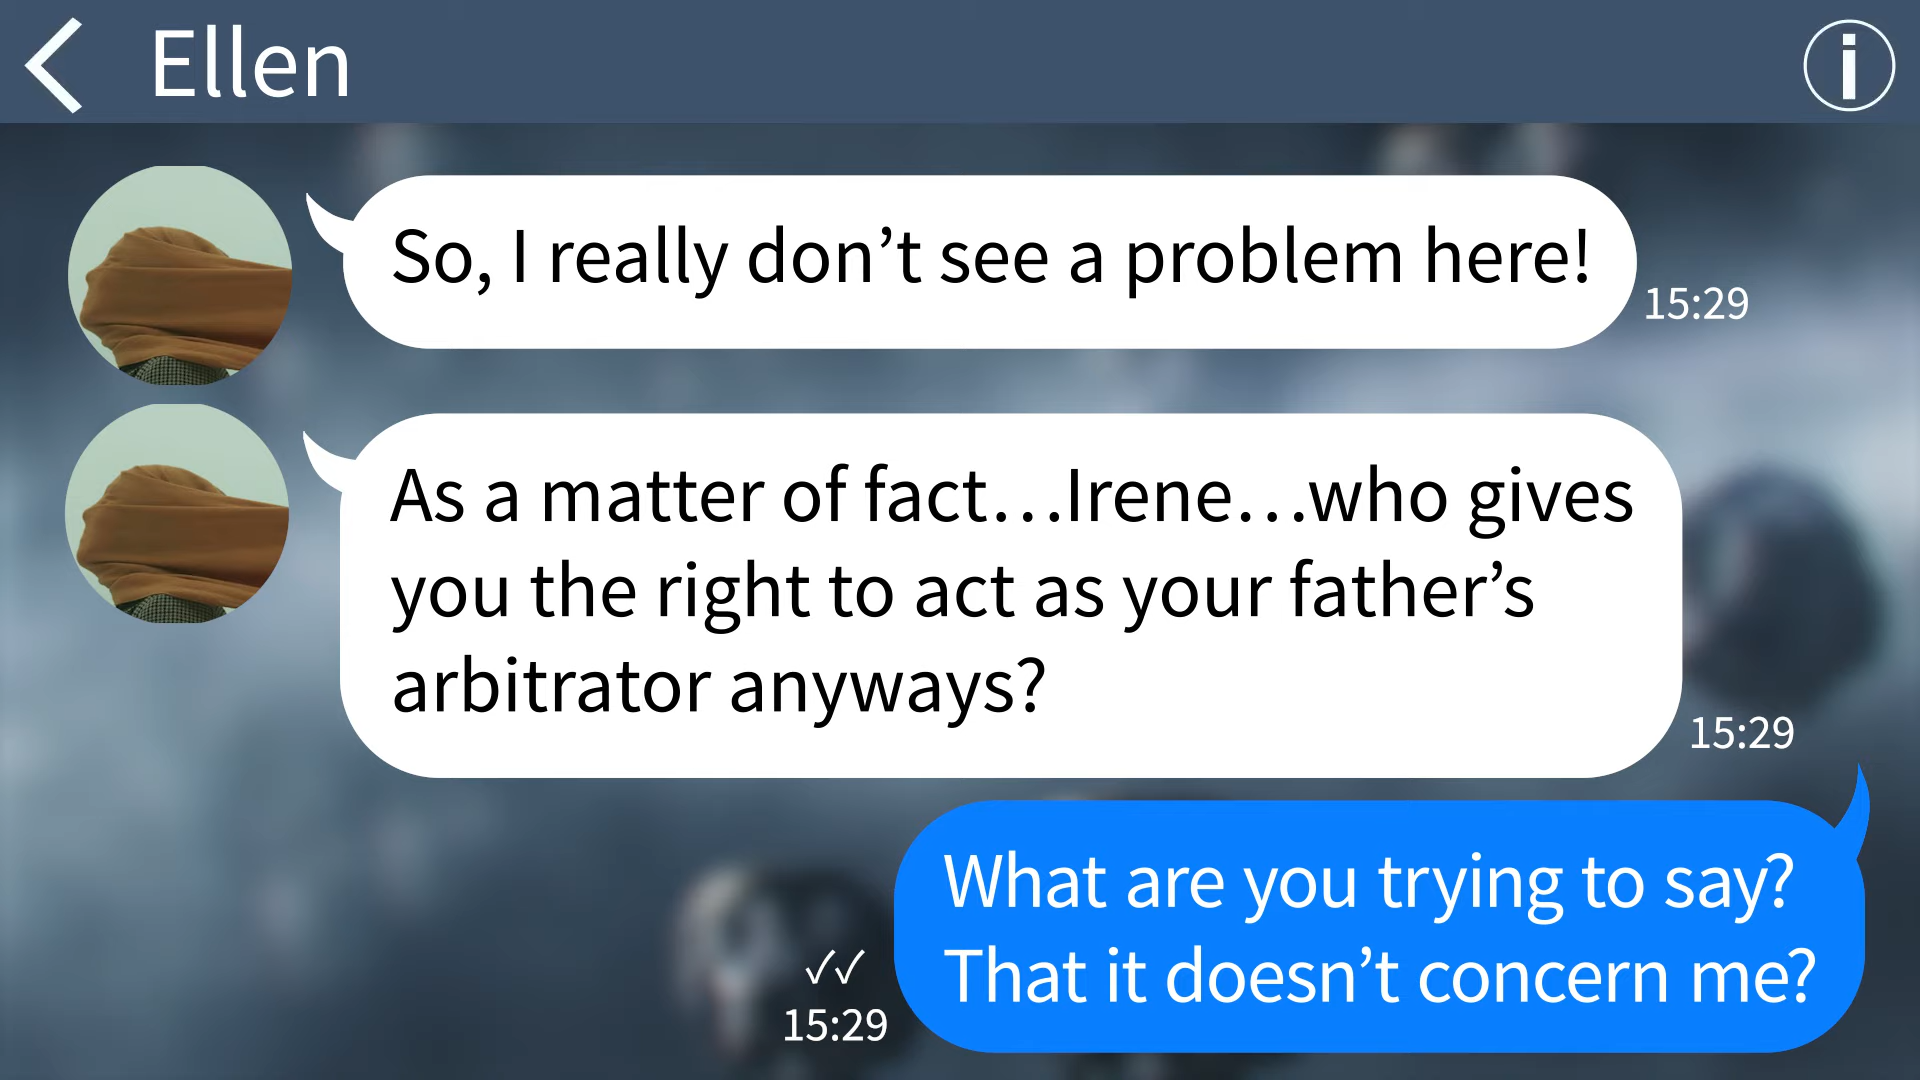 Ellen
So, I really don’t see a problem here!
15:29
As a matter of fact…Irene…who gives
you the right to act as your father’s
arbitrator anyways?
15:29
What are you trying to say?
That it doesn’t concern me?
✓✓
15:29